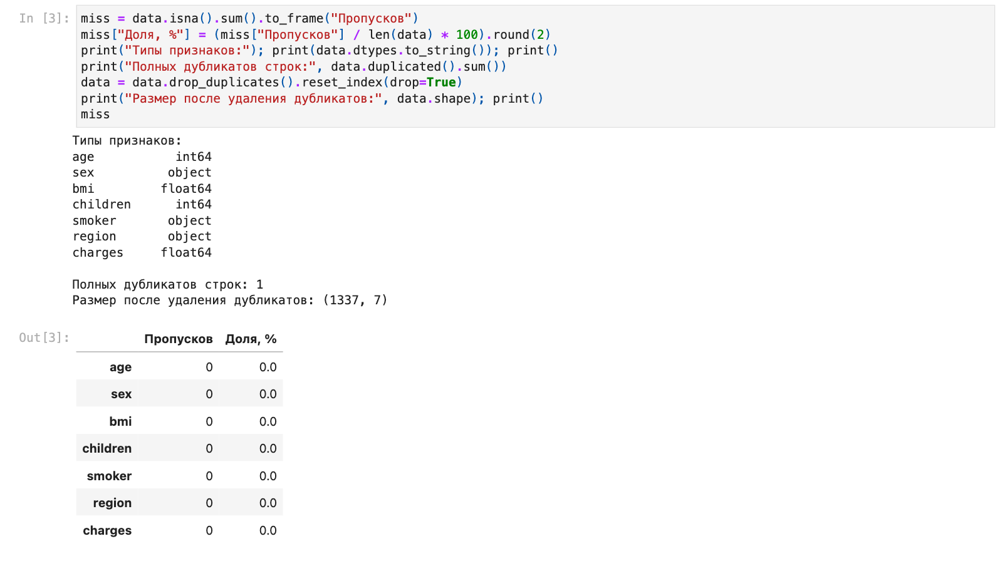 In [3]:
miss = data.isna().sum().to_frame("Пропусков")
miss["Доля, %"] = (miss["Пропусков"] / len(data) * 100).round(2)
print("Типы признаков:"); print(data.dtypes.to_string()); print()
print("Полных дубликатов строк:", data.duplicated().sum())
data = data.drop_duplicates().reset_index(drop=True)
print("Размер после удаления дубликатов:", data.shape); print()
miss
Типы признаков:
age           int64
sex          object
bmi         float64
children      int64
smoker       object
region       object
charges     float64
Полных дубликатов строк: 1
Размер после удаления дубликатов: (1337, 7)
Out[3]:
Пропусков Доля, %
age 0 0.0
sex 0 0.0
bmi 0 0.0
children 0 0.0
smoker 0 0.0
region 0 0.0
charges 0 0.0